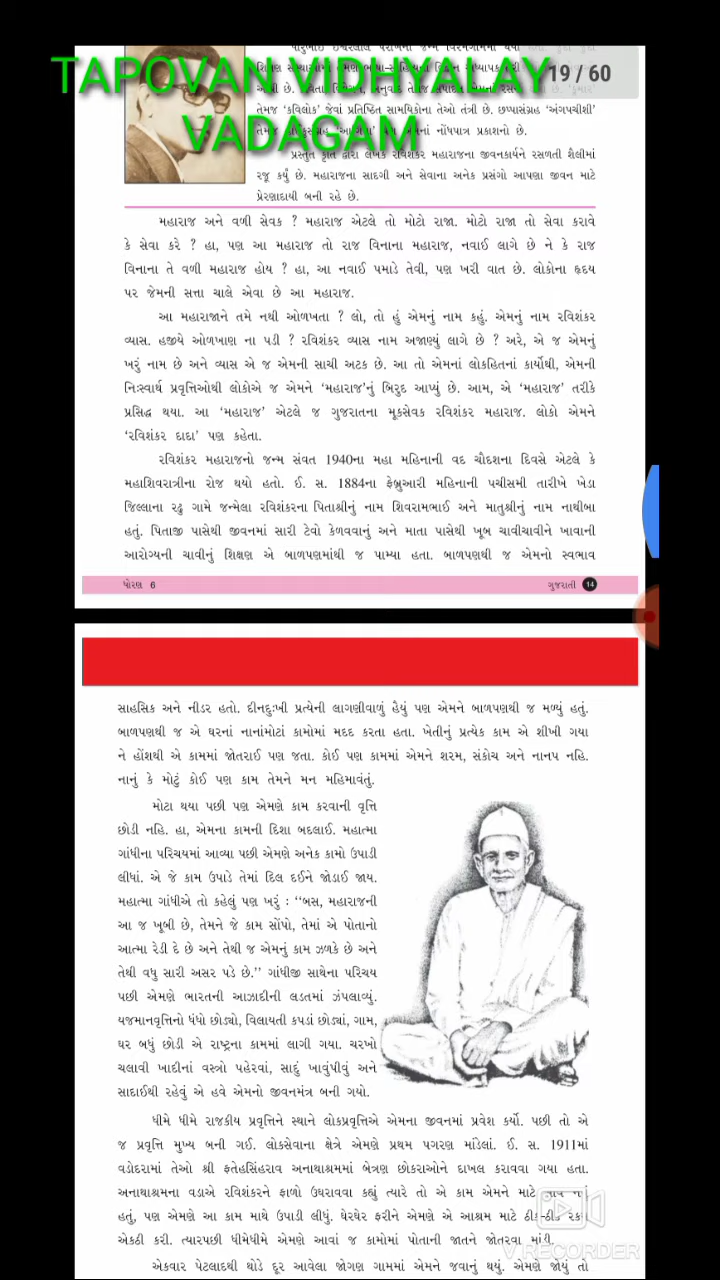 TAPOVAN VIDHYALAY
VADAGAM
19 / 60
તેમજ ‘કવિલોક’ જેવાં પ્રતિષ્ઠિત સામયિકોના તેઓ તંત્રી છે. છપ્પાસંગ્રહ ‘અંગપચીશી’
નોંધપાત્ર પ્રકાશનો છે.
પ્રસ્તુત કૃતિ દ્વારા લેખકે રવિશંકર મહારાજના જીવનકાર્યને રસળતી શૈલીમાં
રજૂ કર્યું છે. મહારાજના સાદગી અને સેવાના અનેક પ્રસંગો આપણા જીવન માટે
પ્રેરણાદાયી બની રહે છે.
મહારાજ અને વળી સેવક ? મહારાજ એટલે તો મોટો રાજા. મોટો રાજા તો સેવા કરાવે
કે સેવા કરે ? હા, પણ આ મહારાજ તો રાજ વિનાના મહારાજ, નવાઈ લાગે છે ને કે રાજ
વિનાના તે વળી મહારાજ હોય ? હા, આ નવાઈ પમાડે તેવી, પણ ખરી વાત છે. લોકોના હૃદય
પર જેમની સત્તા ચાલે એવા છે આ મહારાજ.
આ મહારાજાને તમે નથી ઓળખતા ? લો, તો હું એમનું નામ કહું. એમનું નામ રવિશંકર
વ્યાસ. હજીયે ઓળખાણ ના પડી ? રવિશંકર વ્યાસ નામ અજાણ્યું લાગે છે ? અરે, એ જ એમનું
ખરું નામ છે અને વ્યાસ એ જ એમની સાચી અટક છે. આ તો એમનાં લોકહિતનાં કાર્યોથી, એમની
નિઃસ્વાર્થ પ્રવૃત્તિઓથી લોકોએ જ એમને ‘મહારાજ’નું બિરુદ આપ્યું છે. આમ, એ ‘મહારાજ’ તરીકે
પ્રસિદ્ધ થયા. આ ‘મહારાજ’ એટલે જ ગુજરાતના મૂકસેવક રવિશંકર મહારાજ. લોકો એમને
‘રવિશંકર દાદા’ પણ કહેતા.
રવિશંકર મહારાજનો જન્મ સંવત 1940ના મહા મહિનાની વદ ચૌદશના દિવસે એટલે કે
મહાશિવરાત્રીના રોજ થયો હતો. ઈ. સ. 1884ના ફેબ્રુઆરી મહિનાની પચીસમી તારીખે ખેડા
જિલ્લાના રઢુ ગામે જન્મેલા રવિશંકરના પિતાશ્રીનું નામ શિવરામભાઈ અને માતુશ્રીનું નામ નાથીબા
હતું. પિતાજી પાસેથી જીવનમાં સારી ટેવો કેળવવાનું અને માતા પાસેથી ખૂબ ચાવીચાવીને ખાવાની
આરોગ્યની ચાવીનું શિક્ષણ એ બાળપણમાંથી જ પામ્યા હતા. બાળપણથી જ એમનો સ્વભાવ
ધોરણ 6 ગુજરાતી 14
સાહસિક અને નીડર હતો. દીનદુઃખી પ્રત્યેની લાગણીવાળું હૈયું પણ એમને બાળપણથી જ મળ્યું હતું.
બાળપણથી જ એ ઘરનાં નાનાંમોટાં કામોમાં મદદ કરતા હતા. ખેતીનું પ્રત્યેક કામ એ શીખી ગયા
ને હોંશથી એ કામમાં જોતરાઈ પણ જતા. કોઈ પણ કામમાં એમને શરમ, સંકોચ અને નાનપ નહિ.
નાનું કે મોટું કોઈ પણ કામ તેમને મન મહિમાવંતું.
મોટા થયા પછી પણ એમણે કામ કરવાની વૃત્તિ
છોડી નહિ. હા, એમના કામની દિશા બદલાઈ. મહાત્મા
ગાંધીના પરિચયમાં આવ્યા પછી એમણે અનેક કામો ઉપાડી
લીધાં. એ જે કામ ઉપાડે તેમાં દિલ દઈને જોડાઈ જાય.
મહાત્મા ગાંધીએ તો કહેલું પણ ખરું : ‘‘બસ, મહારાજની
આ જ ખૂબી છે, તેમને જે કામ સોંપો, તેમાં એ પોતાનો
આત્મા રેડી દે છે અને તેથી જ એમનું કામ ઝળકે છે અને
તેથી વધુ સારી અસર પડે છે.’’ ગાંધીજી સાથેના પરિચય
પછી એમણે ભારતની આઝાદીની લડતમાં ઝંપલાવ્યું.
યજમાનવૃત્તિનો ધંધો છોડ્યો, વિલાયતી કપડાં છોડ્યાં, ગામ,
ઘર બધું છોડી એ રાષ્ટ્રના કામમાં લાગી ગયા. ચરખો
ચલાવી ખાદીનાં વસ્ત્રો પહેરવાં, સાદું ખાવુંપીવું અને
સાદાઈથી રહેવું એ હવે એમનો જીવનમંત્ર બની ગયો.
ધીમે ધીમે રાજકીય પ્રવૃત્તિને સ્થાને લોકપ્રવૃત્તિએ એમના જીવનમાં પ્રવેશ કર્યો. પછી તો એ
જ પ્રવૃત્તિ મુખ્ય બની ગઈ. લોકસેવાના ક્ષેત્રે એમણે પ્રથમ પગરણ માંડેલાં. ઈ. સ. 1911માં
વડોદરામાં તેઓ શ્રી ફતેહસિંહરાવ અનાથાશ્રમમાં બેત્રણ છોકરાઓને દાખલ કરાવવા ગયા હતા.
અનાથાશ્રમના વડાએ રવિશંકરને ફાળો ઉઘરાવવા કહ્યું ત્યારે તો એ કામ એમને માટે
હતું, પણ એમણે આ કામ માથે ઉપાડી લીધું. ઘેરઘેર ફરીને એમણે એ આશ્રમ માટે ઠીક-ઠીક
એકઠી કરી. ત્યારપછી ધીમેધીમે એમણે આવાં જ કામોમાં પોતાની જાતને જોતરવા માંડી.
એકવાર પેટલાદથી થોડે દૂર આવેલા જોગણ ગામમાં એમને જવાનું થયું. એમણે જોયું તો
V RECORDER